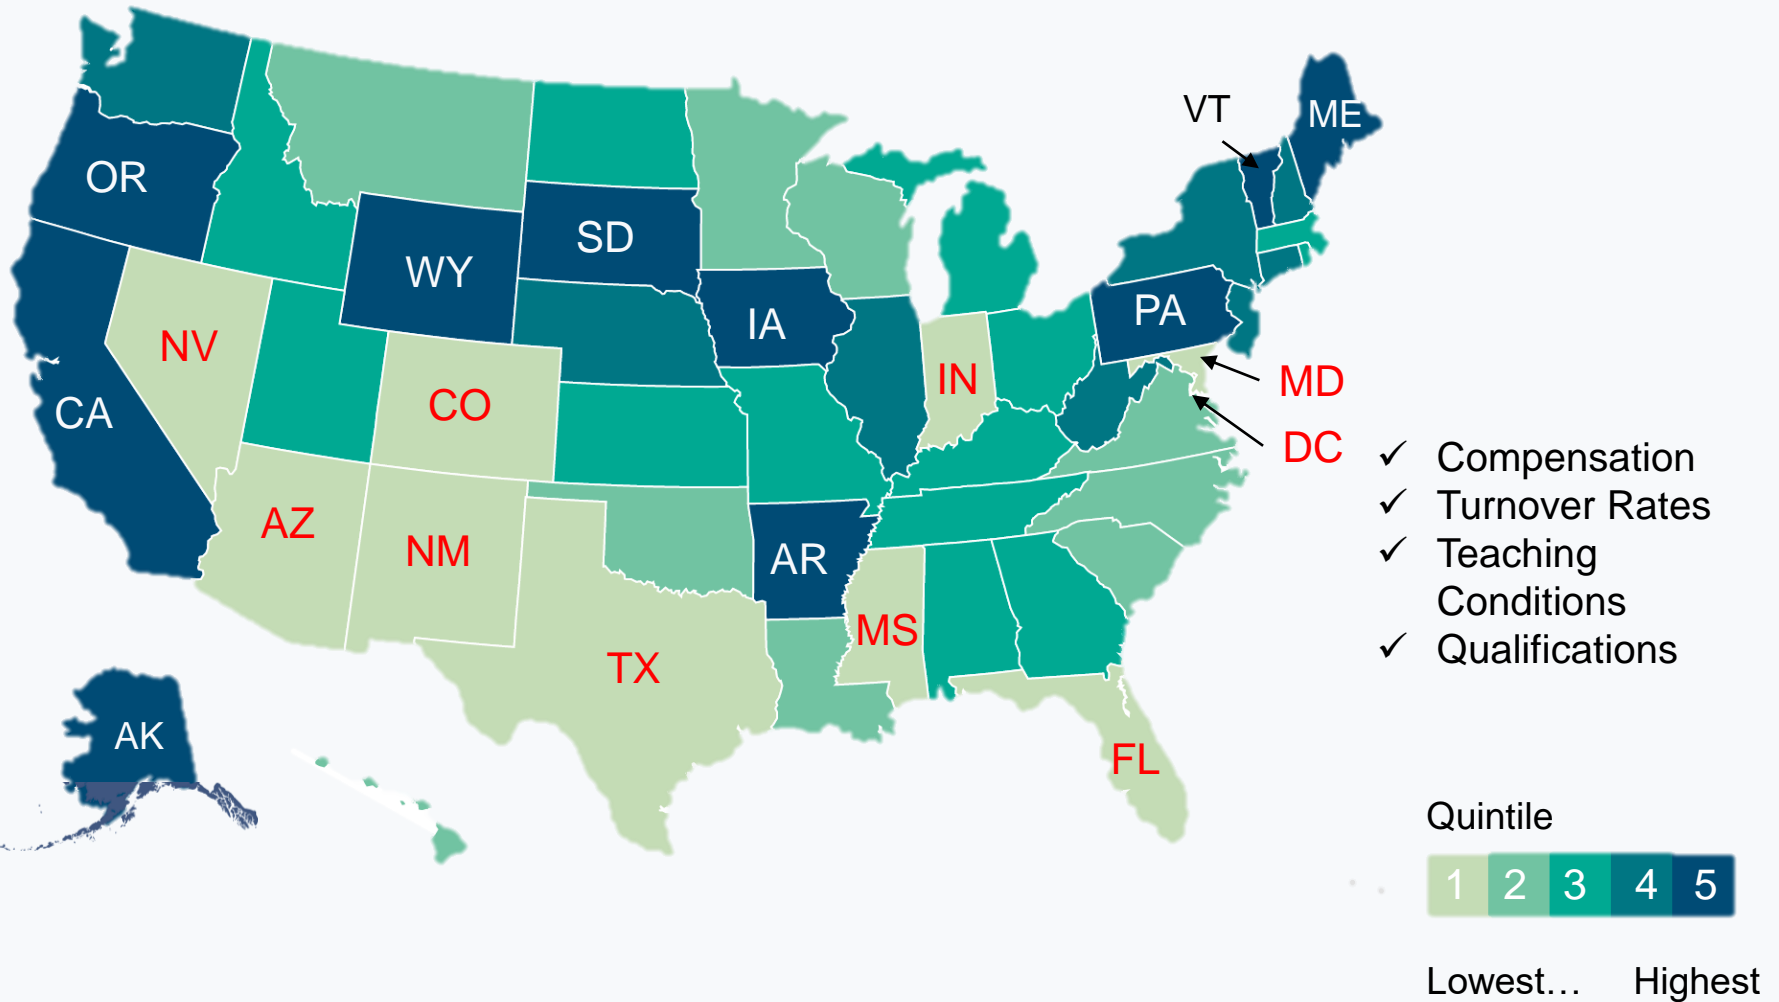 VT
ME
OR
SD
WY
IA
PA
NV
CO
IN
MD
CA
DC
AZ
NM
AR
MS
TX
AK
FL
✓ Compensation
✓ Turnover Rates
✓ Teaching
Conditions
✓ Qualifications
Quintile
1 2 3 4 5
Lowest… Highest